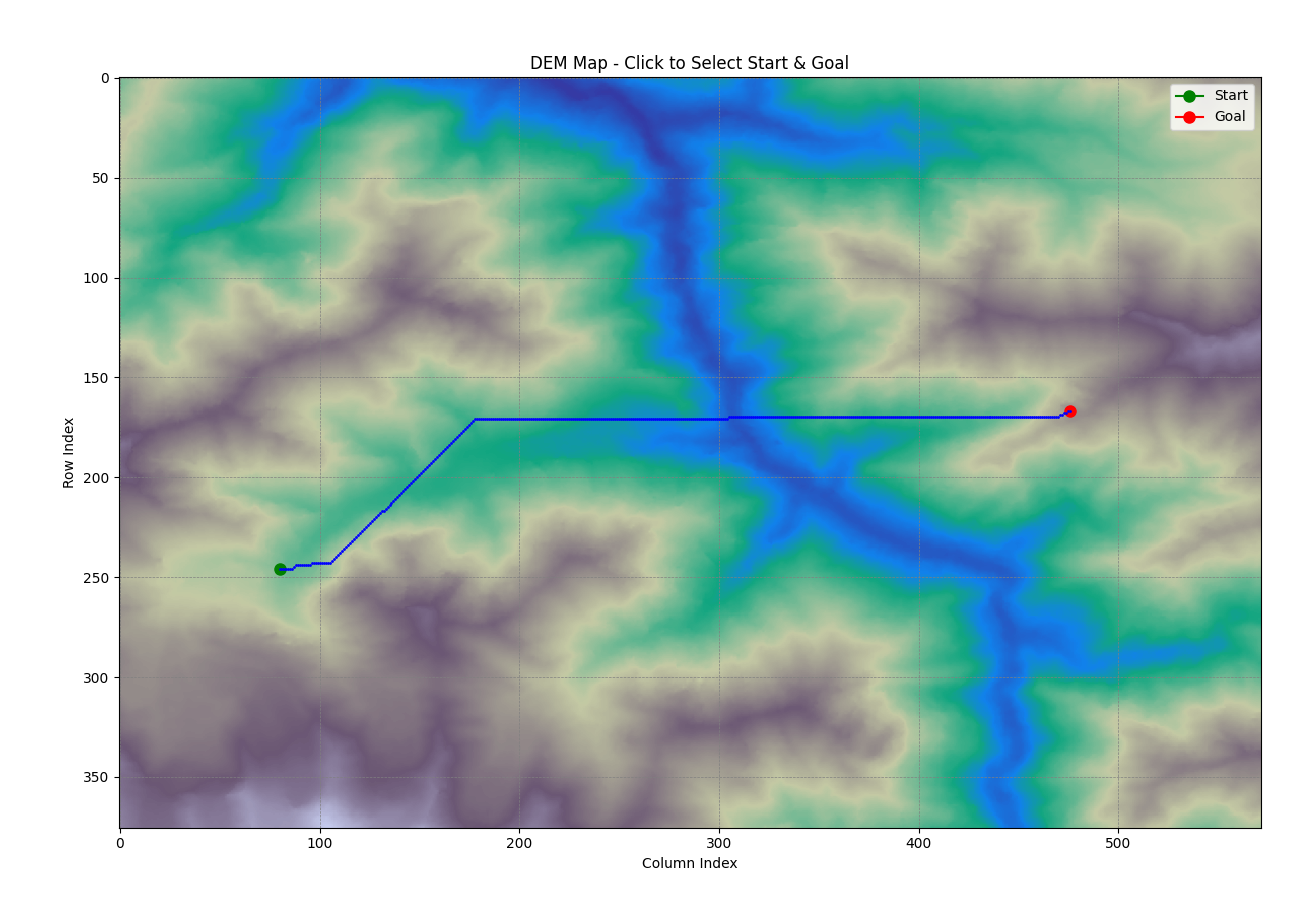 DEM Map - Click to Select Start & Goal
Start
Goal
0
50
100
150
200
250
300
350
Row Index
0 100 200 300 400 500
Column Index